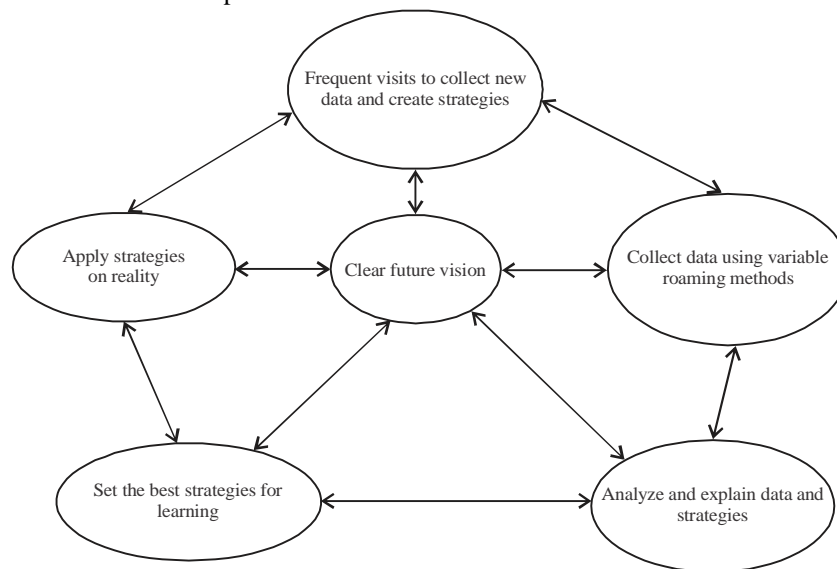 Frequent visits to collect new
data and create strategies
Apply strategies
on reality
Clear future vision
Collect data using variable
roaming methods
Set the best strategies for
learning
Analyze and explain data and
strategies